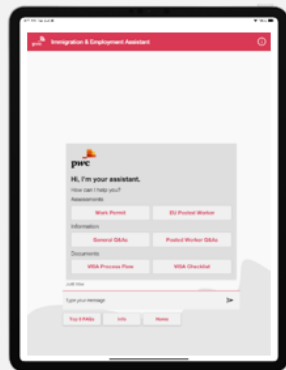 pwc Immigration & Employment Assistant
pwc
Hi, I'm your assistant.
How can I help you?
Assessments
Work Permit EU Posted Worker
Information
General Q&As Posted Worker Q&As
Documents
VISA Process Flow VISA Checklist
Just now
Type your message
Top 5 FAQs Info Home